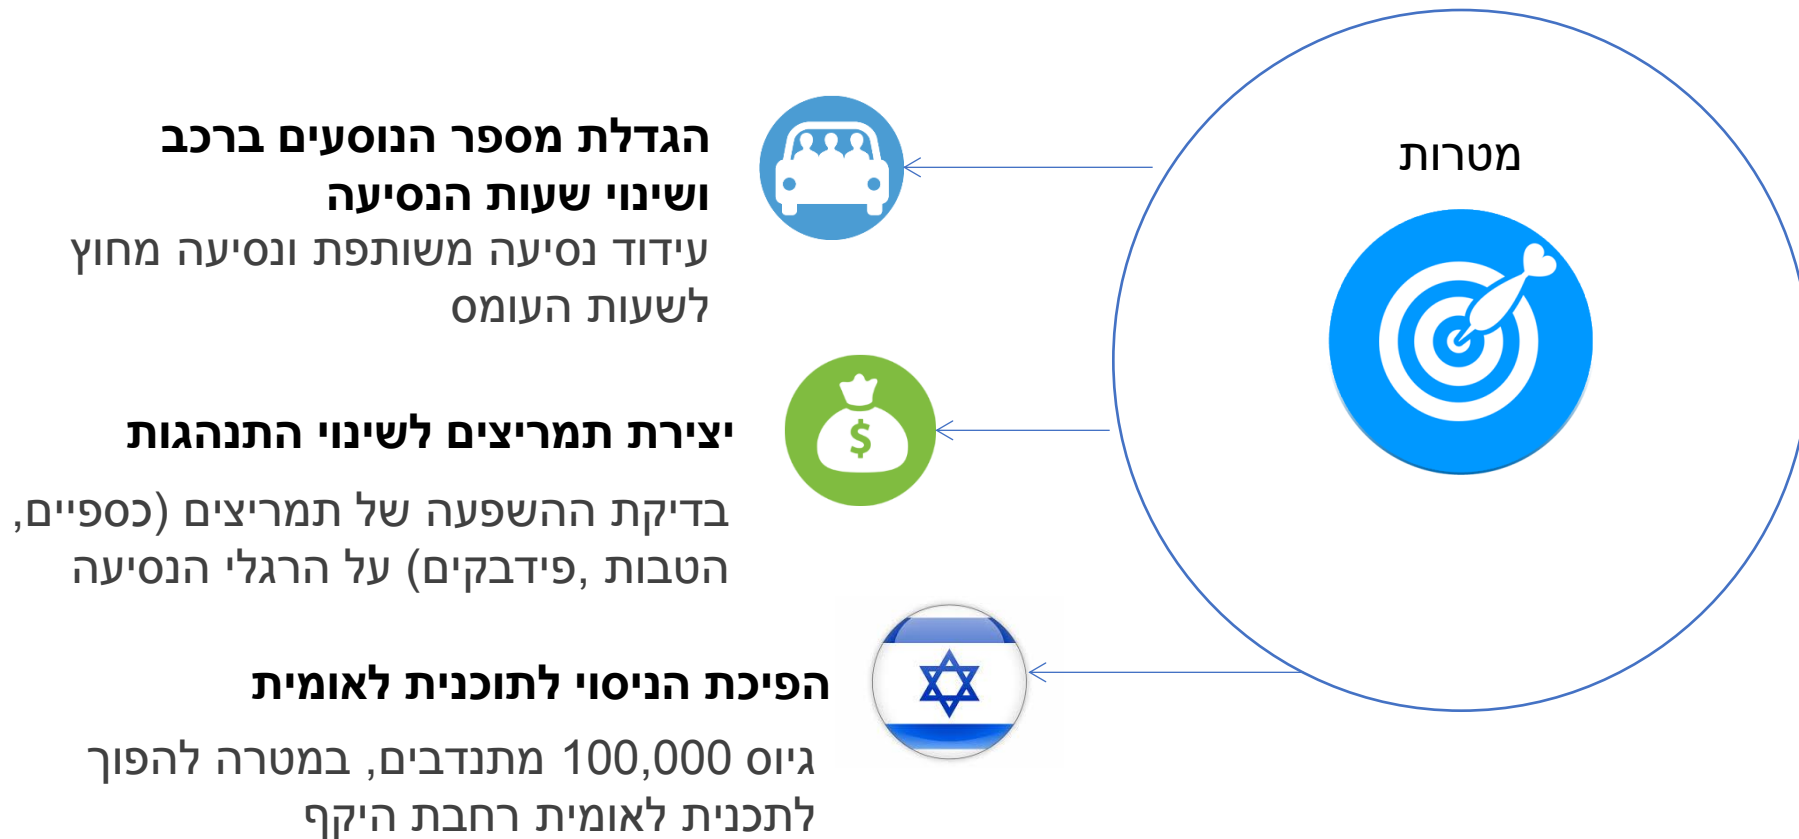 מטרות
הגדלת מספר הנוסעים ברכב
ושינוי שעות הנסיעה
עידוד נסיעה משותפת ונסיעה מחוץ
לשעות העומס
יצירת תמריצים לשינוי התנהגות
בדיקת ההשפעה של תמריצים (כספיים,
הטבות ,פידבקים) על הרגלי הנסיעה
הפיכת הניסוי לתוכנית לאומית
גיוס 100,000 מתנדבים, במטרה להפוך
לתכנית לאומית רחבת היקף
$